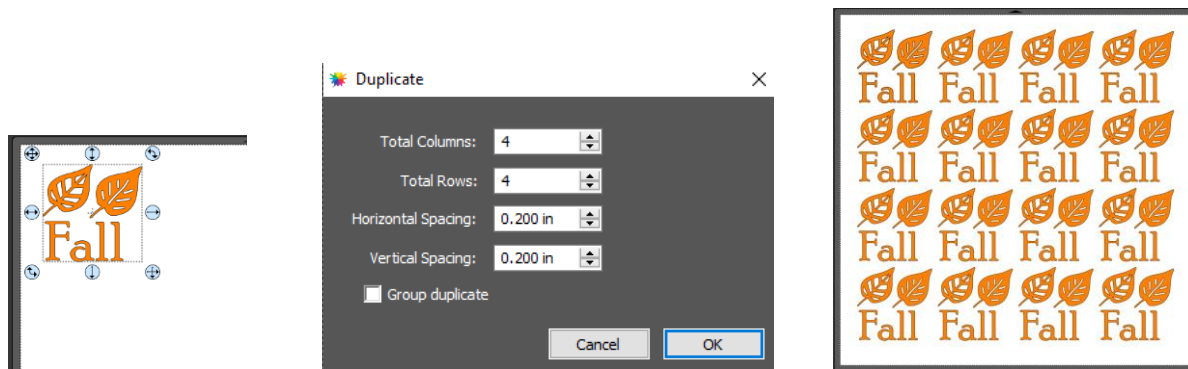 Fall
Duplicate
Total Columns: 4
Total Rows: 4
Horizontal Spacing: 0.200 in
Vertical Spacing: 0.200 in
Group duplicate
Cancel OK
Fall Fall Fall Fall
Fall Fall Fall Fall
Fall Fall Fall Fall
Fall Fall Fall Fall